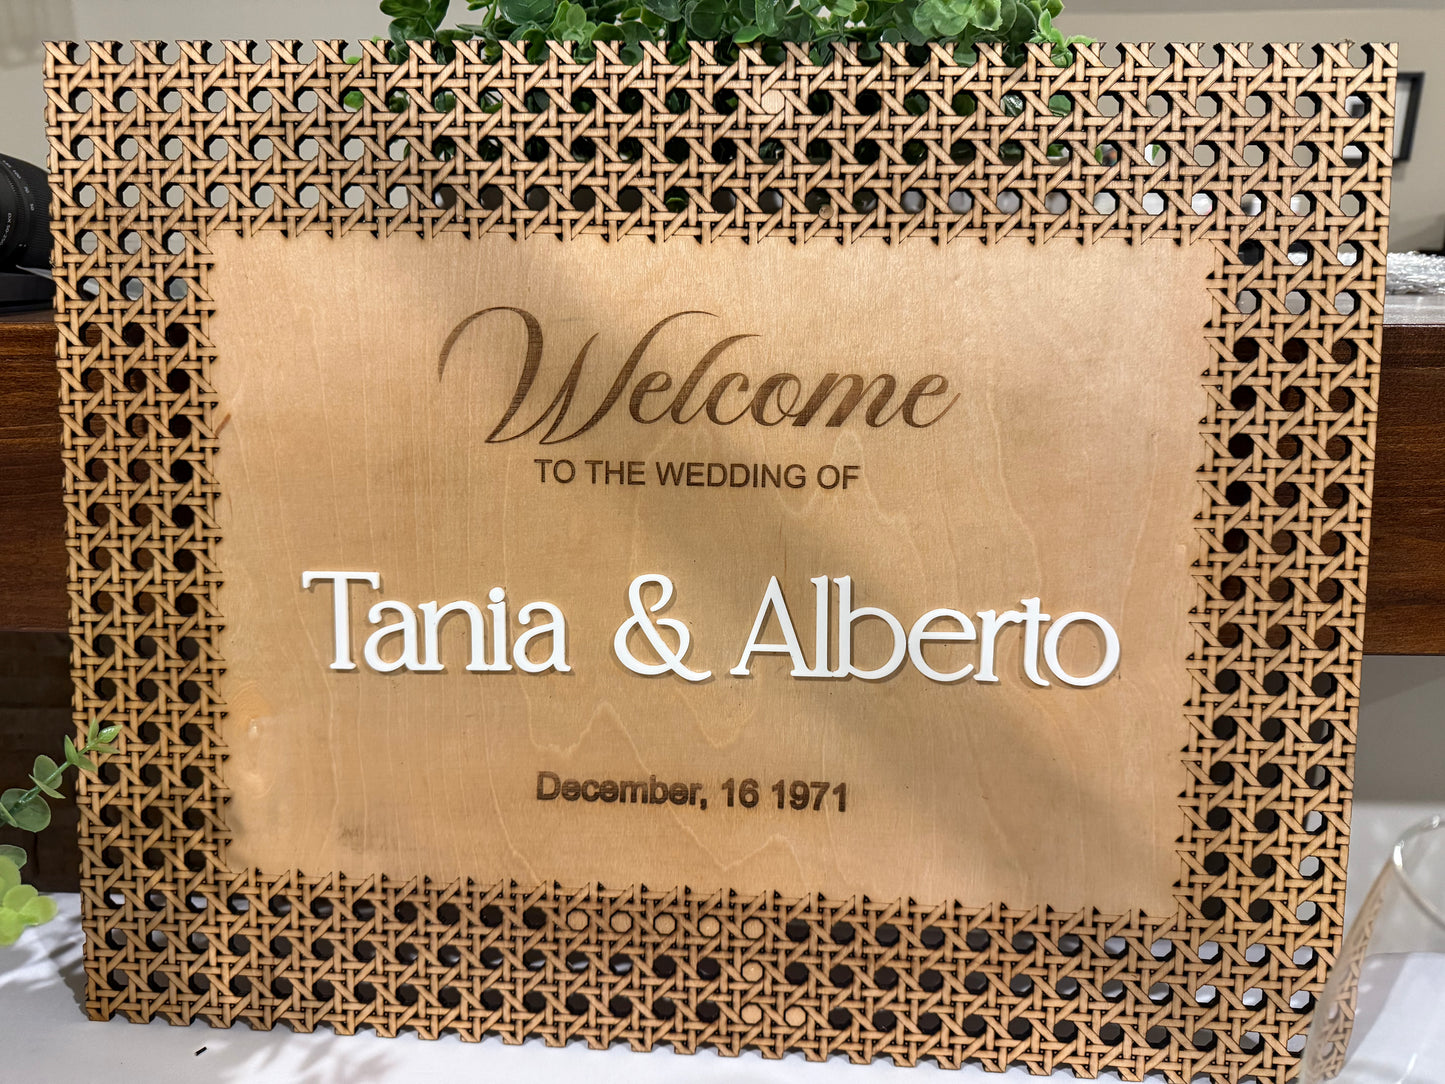 Welcome
TO THE WEDDING OF
Tania & Alberto
December, 16 1971